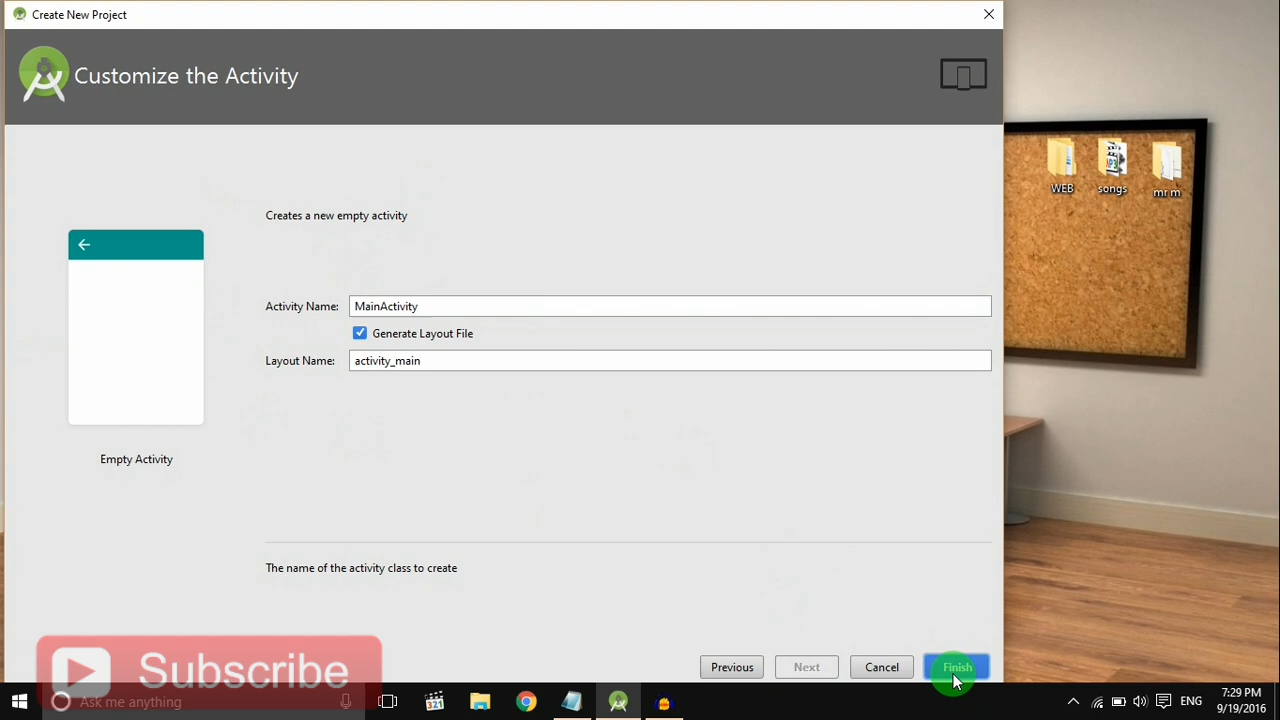 Create New Project
Customize the Activity
WEB
songs
mr m
Creates a new empty activity
Activity Name: MainActivity
Generate Layout File
Layout Name: activity_main
Empty Activity
The name of the activity class to create
Previous
Next
Cancel
Finish
Subscribe
Ask me anything
321
ENG
7:29 PM
9/19/2016